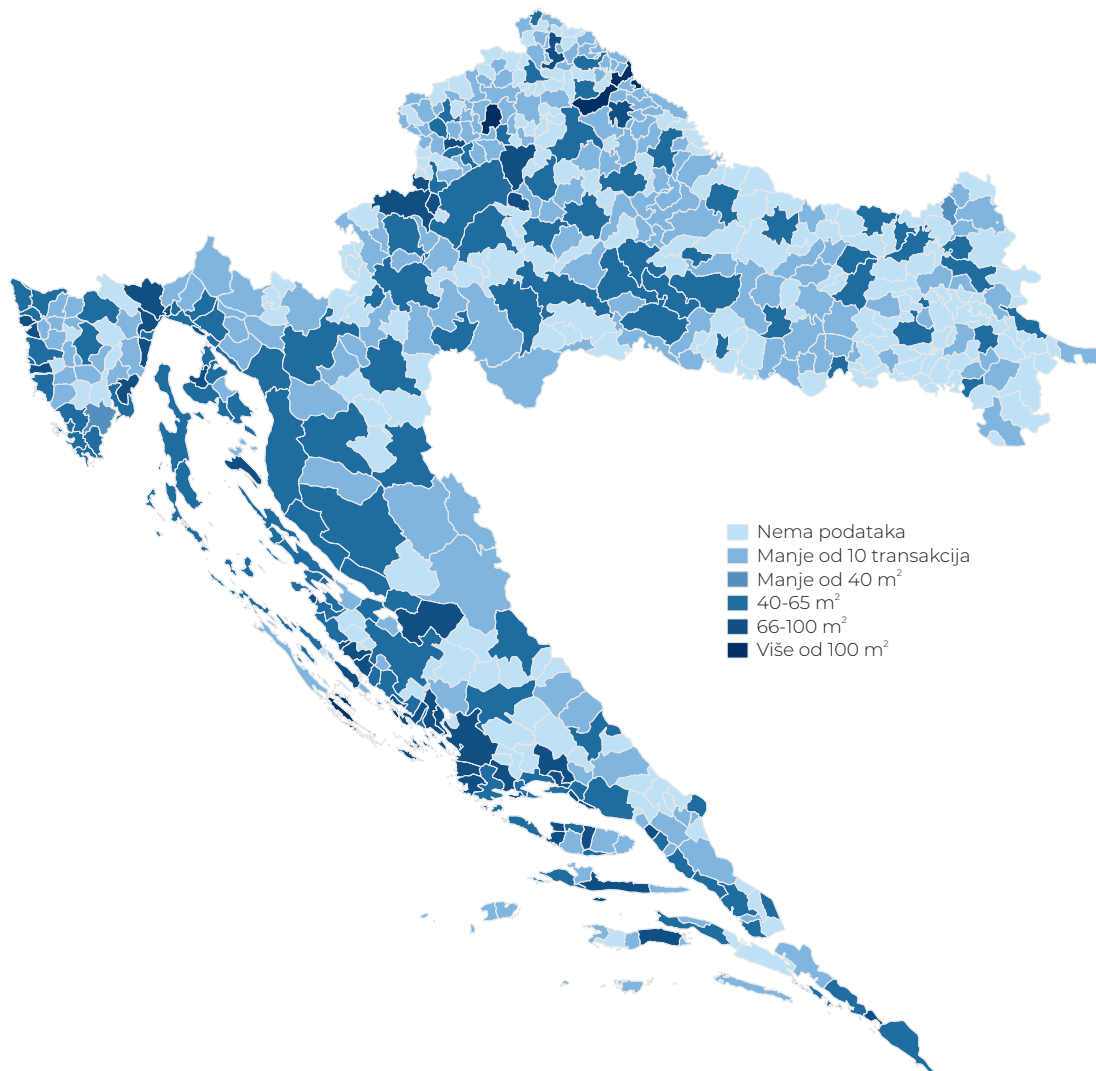 Nema podataka
Manje od 10 transakcija
Manje od 40 m²
40-65 m²
66-100 m²
Više od 100 m²